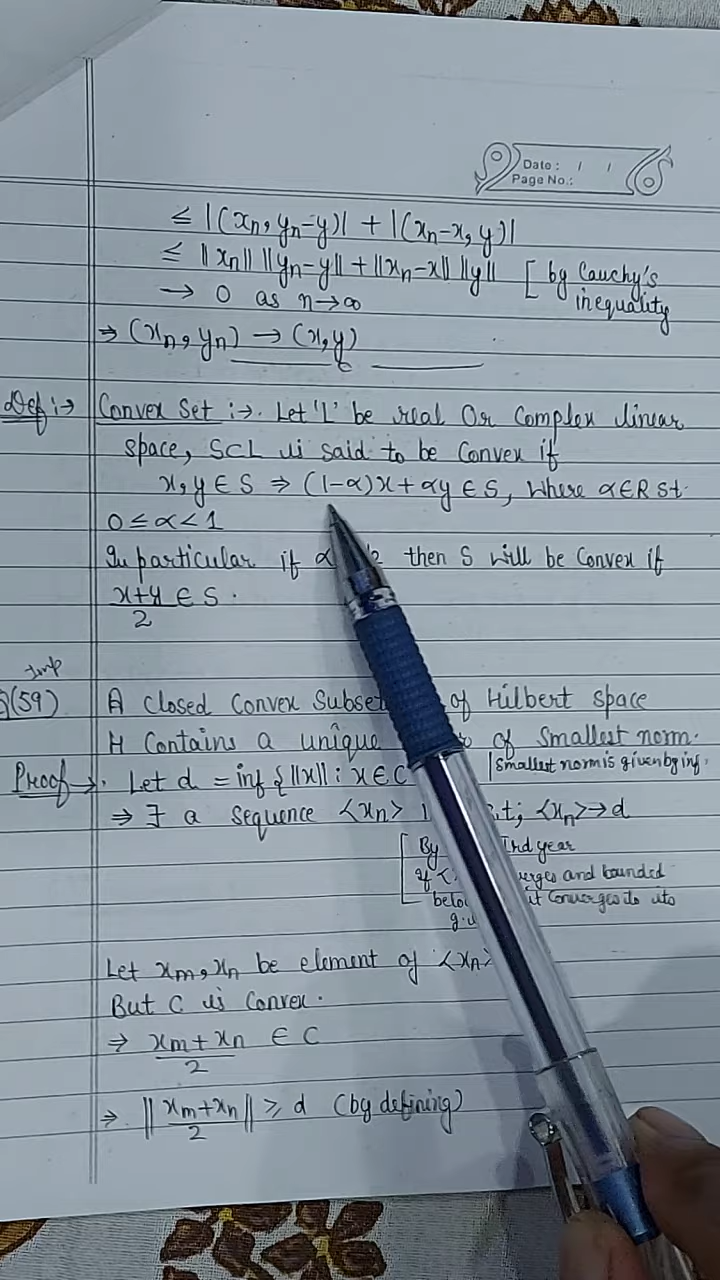 Date : / /
Page No.:
≤ |(xn, yn-y)| + |(xn-x, y)|
≤ ||xn|| ||yn-y|| + ||xn-x|| ||y|| [ by Cauchy's
inequality
→ 0 as n→∞
⇒ (xn, yn) → (x,y)
Def :→ Convex Set :→. Let 'L' be real Or Complex linear
space, SCL is said to be Convex if
x, y ∈ S ⇒ (1-α)x + αy ∈ S, Where α∈R St.
0 ≤ α < 1
In particular if α 2 then S will be Convex if
x+y/2 ∈ S.
Imp
(59) A closed Convex Subset of Hilbert space
H Contains a unique of Smallest norm.
Proof →. Let d = inf {||x|| : x ∈ C |Smallest norm is given by inf.
⇒ ∃ a sequence <xn> <xn>→d
[ By IIIrd year
if < and bounded
it Converges to its
Let xm, xn be element of <xn>
But C is Convex.
⇒ xm+xn/2 ∈ C
⇒ ||xm+xn/2|| ≥ d (by defining)